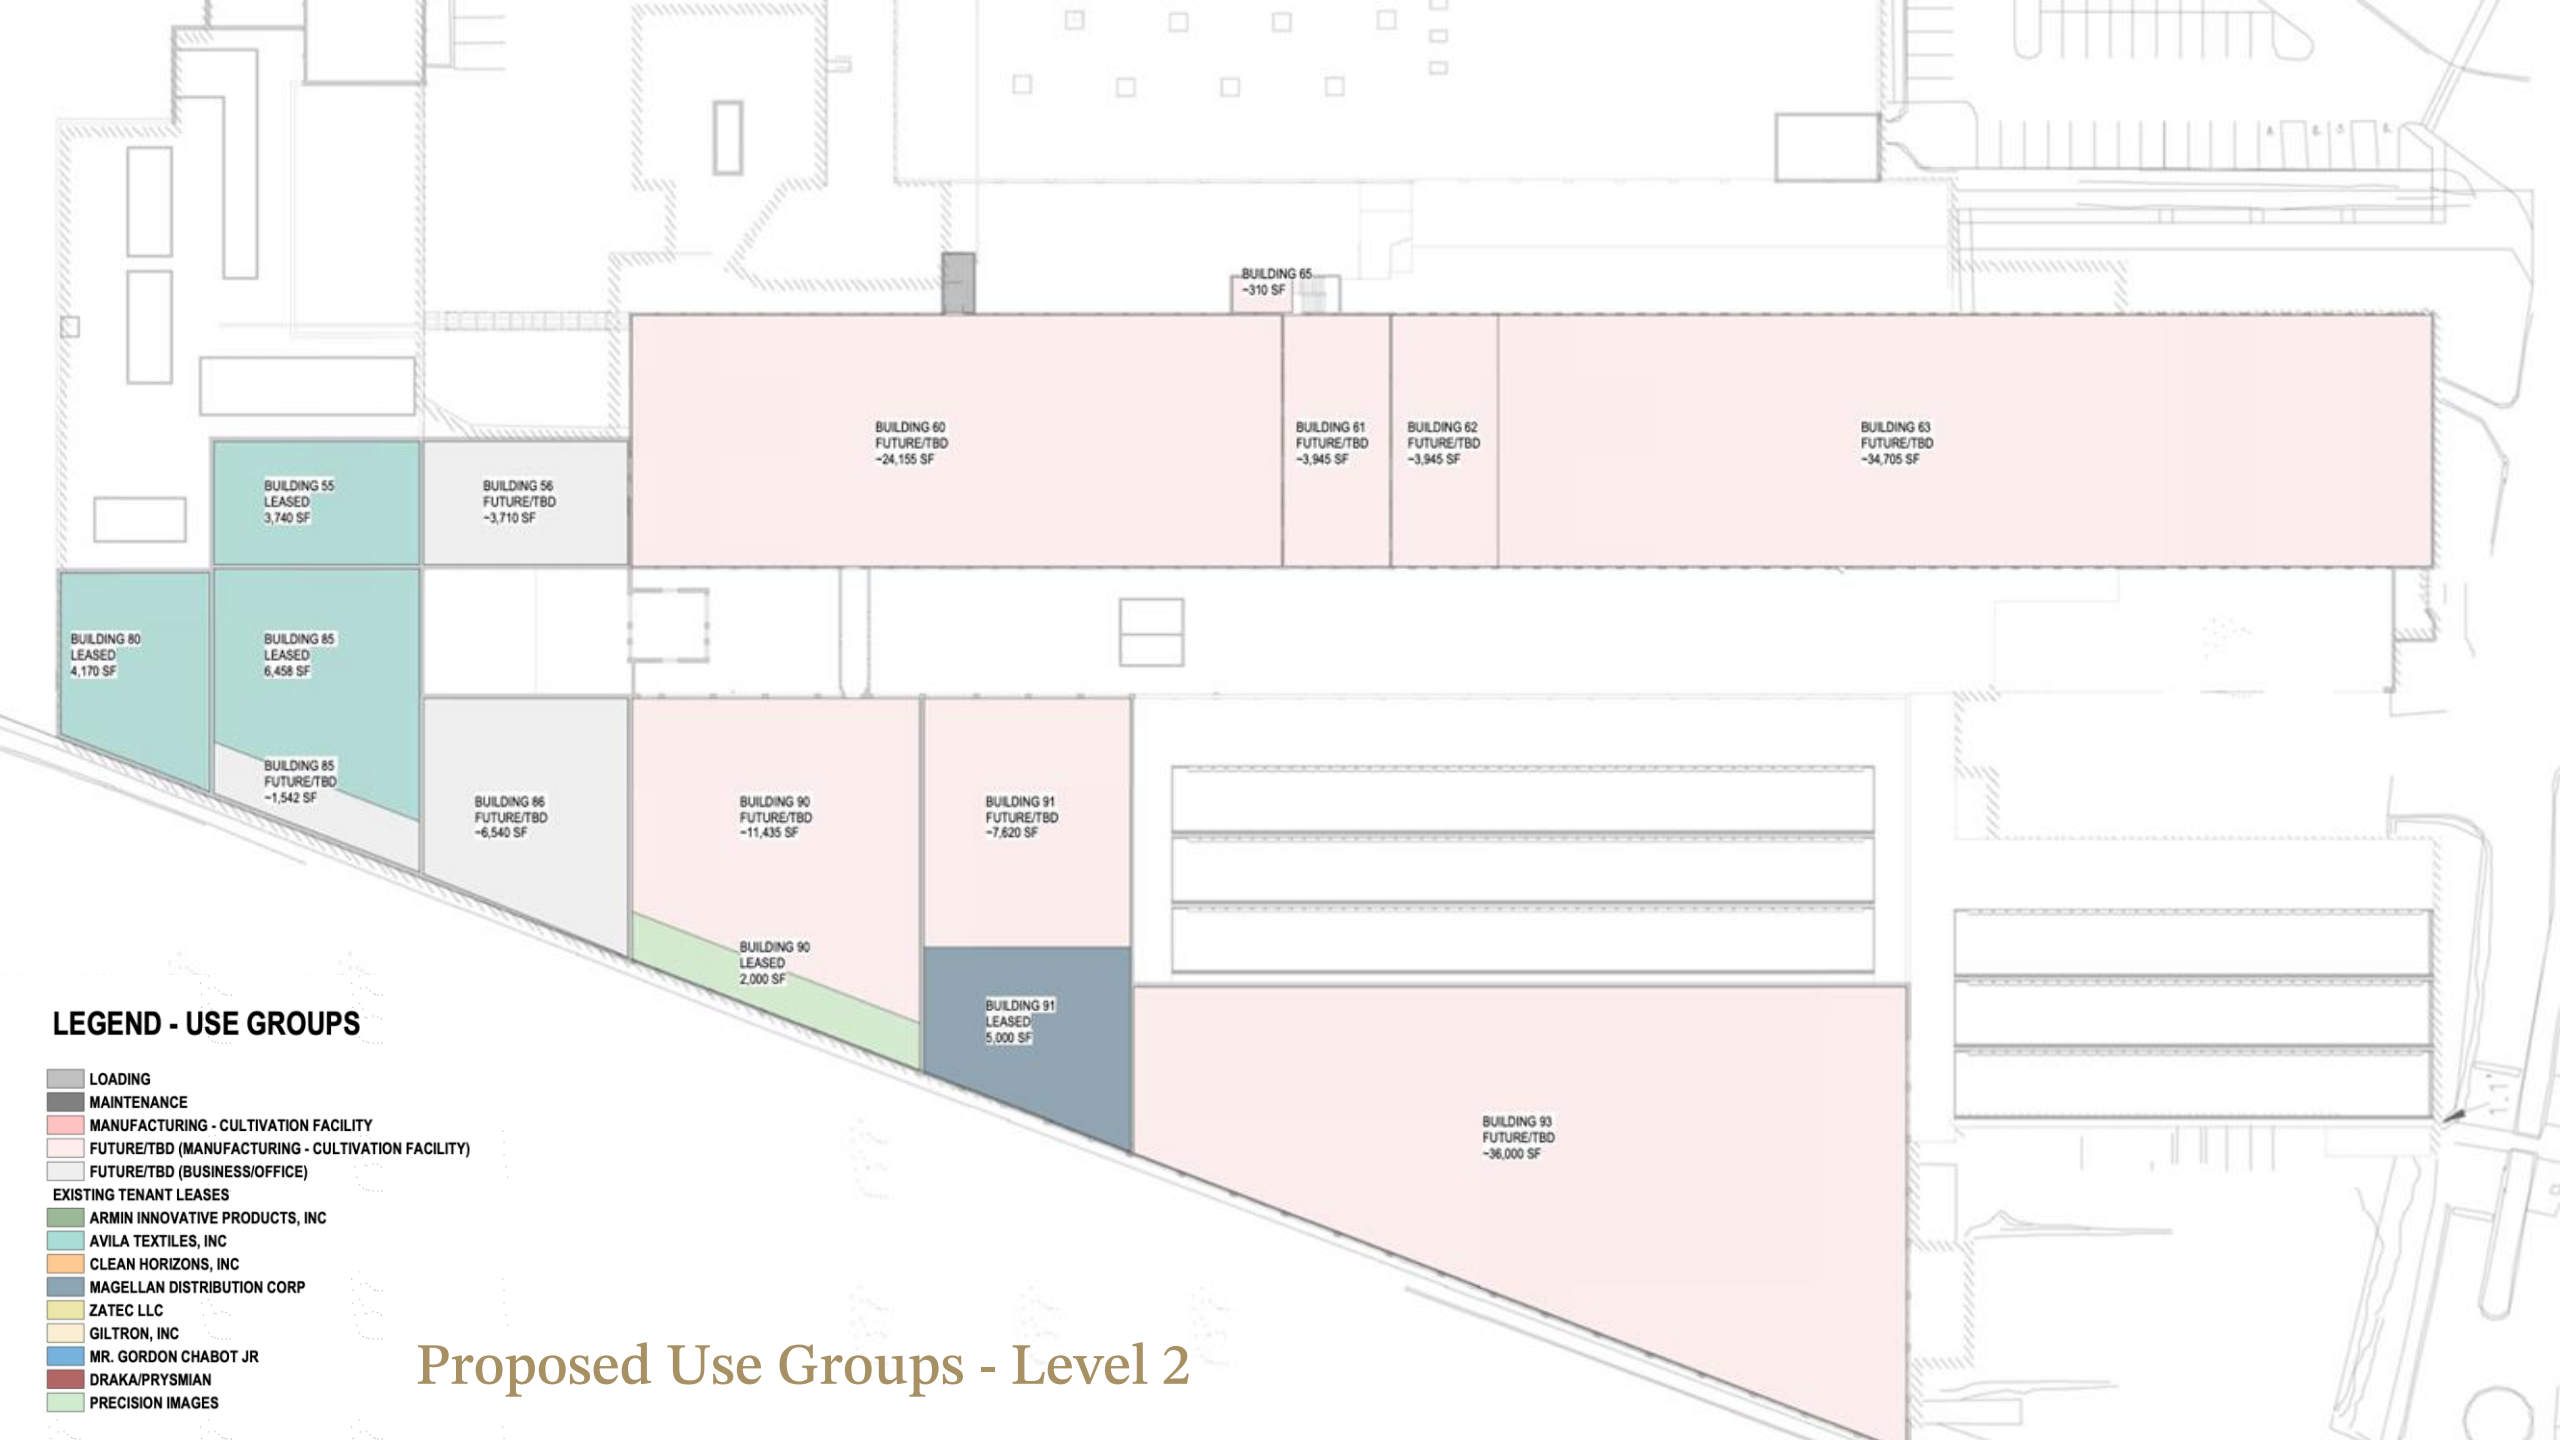 BUILDING 65
~310 SF
BUILDING 60
FUTURE/TBD
~24,155 SF
BUILDING 61
FUTURE/TBD
~3,945 SF
BUILDING 62
FUTURE/TBD
~3,945 SF
BUILDING 63
FUTURE/TBD
~34,705 SF
BUILDING 55
LEASED
3,740 SF
BUILDING 56
FUTURE/TBD
~3,710 SF
BUILDING 80
LEASED
4,170 SF
BUILDING 85
LEASED
6,458 SF
BUILDING 85
FUTURE/TBD
~1,542 SF
BUILDING 86
FUTURE/TBD
~6,540 SF
BUILDING 90
FUTURE/TBD
~11,435 SF
BUILDING 91
FUTURE/TBD
~7,620 SF
BUILDING 90
LEASED
2,000 SF
BUILDING 91
LEASED
5,000 SF
BUILDING 93
FUTURE/TBD
~36,000 SF
LEGEND - USE GROUPS
LOADING
MAINTENANCE
MANUFACTURING - CULTIVATION FACILITY
FUTURE/TBD (MANUFACTURING - CULTIVATION FACILITY)
FUTURE/TBD (BUSINESS/OFFICE)
EXISTING TENANT LEASES
ARMIN INNOVATIVE PRODUCTS, INC
AVILA TEXTILES, INC
CLEAN HORIZONS, INC
MAGELLAN DISTRIBUTION CORP
ZATEC LLC
GILTRON, INC
MR. GORDON CHABOT JR
DRAKA/PRYSMIAN
PRECISION IMAGES
Proposed Use Groups - Level 2